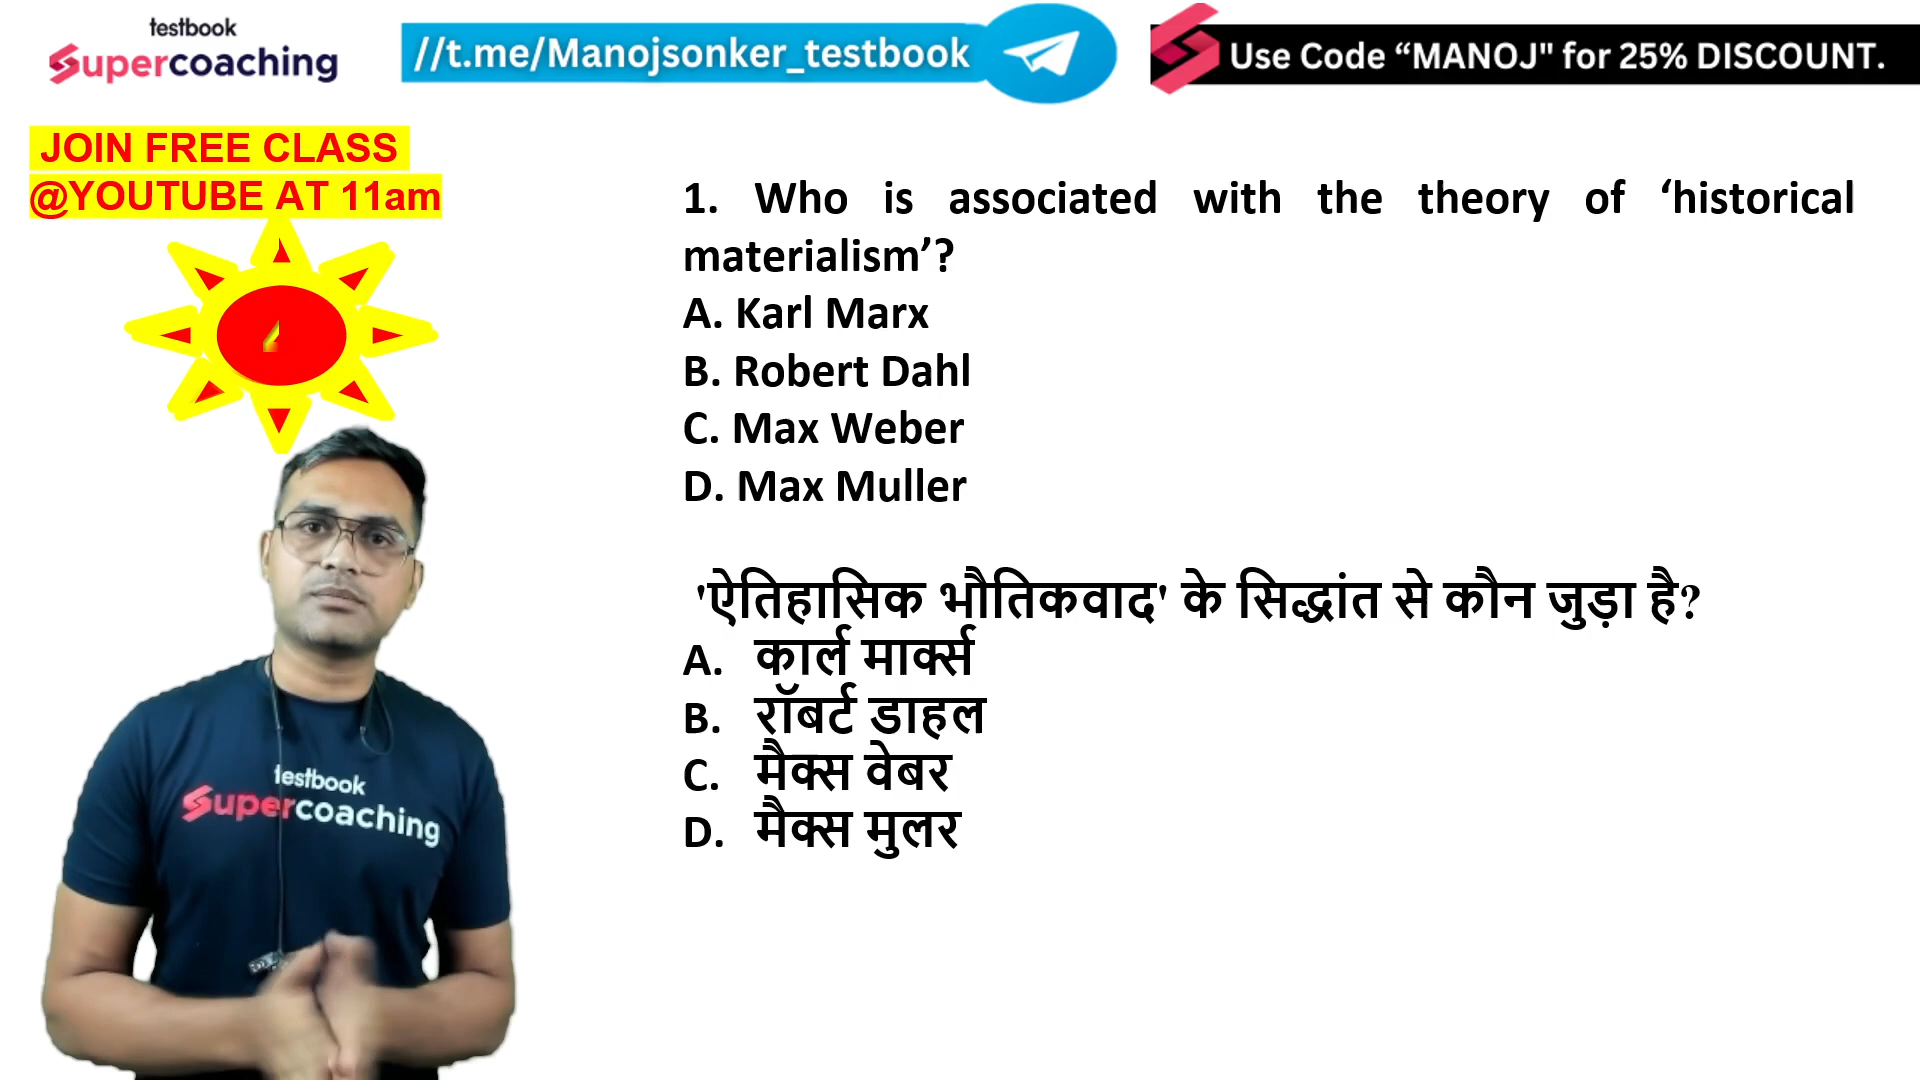 testbook
Supercoaching
//t.me/Manojsonker_testbook
Use Code “MANOJ" for 25% DISCOUNT.
JOIN FREE CLASS
@YOUTUBE AT 11am
1. Who is associated with the theory of ‘historical
materialism’?
A. Karl Marx
B. Robert Dahl
C. Max Weber
D. Max Muller
'ऐतिहासिक भौतिकवाद' के सिद्धांत से कौन जुड़ा है?
A. कार्ल मार्क्स
B. रॉबर्ट डाहल
C. मैक्स वेबर
D. मैक्स मुलर
testbook
Supercoaching